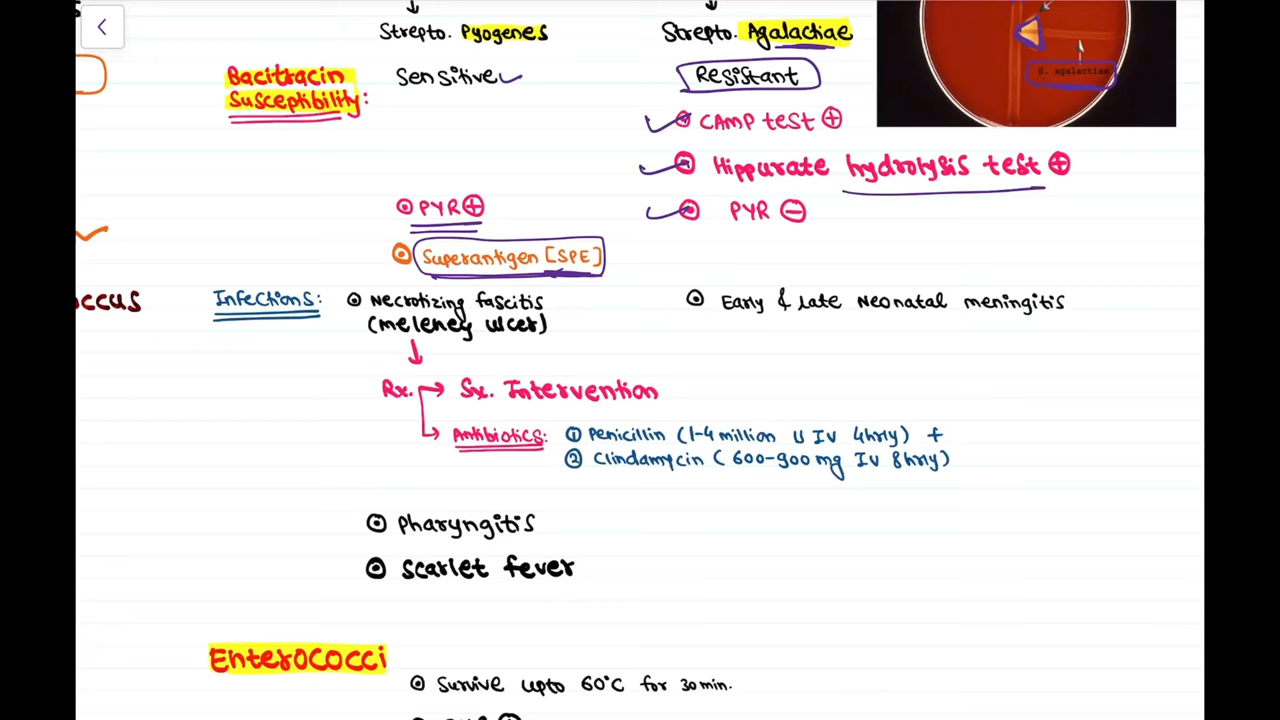 Strepto. Pyogenes
Strepto. Agalactiae
Bacitracin
Susceptibility:
Sensitive
Resistant
S. agalactiae
CAMP test ⊕
Hippurate hydrolysis test ⊕
PYR ⊕
PYR ⊖
Superantigen [SPE]
occus
Infections:
Necrotizing fascitis
(meleney ulcer)
Early & Late Neonatal meningitis
Rx. → Sx. Intervention
→ Antibiotics: ① Penicillin (1-4 million U IV 4hrly) +
② Clindamycin (600-900 mg IV 8hrly)
Pharyngitis
Scarlet fever
Enterococci
Survive upto 60°C for 30 min.